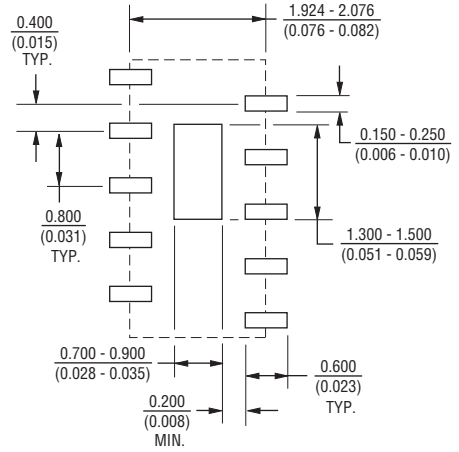 0.400
(0.015)
TYP.
1.924 - 2.076
(0.076 - 0.082)
0.150 - 0.250
(0.006 - 0.010)
0.800
(0.031)
TYP.
1.300 - 1.500
(0.051 - 0.059)
0.700 - 0.900
(0.028 - 0.035)
0.600
(0.023)
TYP.
0.200
(0.008)
MIN.